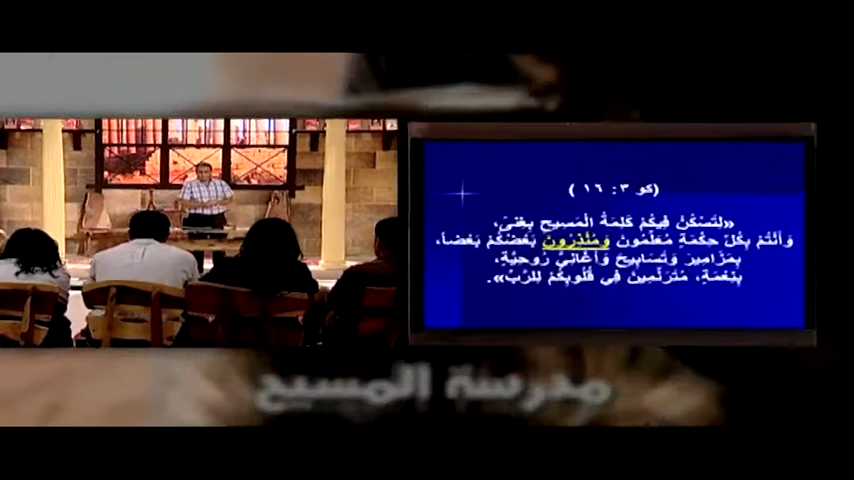 (كو ٣: ١٦)
«لِتَسْكُنْ فِيكُمْ كَلِمَةُ الْمَسِيحِ بِغِنًى،
وَأَنْتُمْ بِكُلِّ حِكْمَةٍ مُعَلِّمُونَ وَمُنْذِرُونَ بَعْضُكُمْ بَعْضاً،
بِمَزَامِيرَ وَتَسَابِيحَ وَأَغَانِيَّ رُوحِيَّةٍ،
بِنِعْمَةٍ، مُتَرَنِّمِينَ فِي قُلُوبِكُمْ لِلرَّبِّ».
مدرسة المسيح